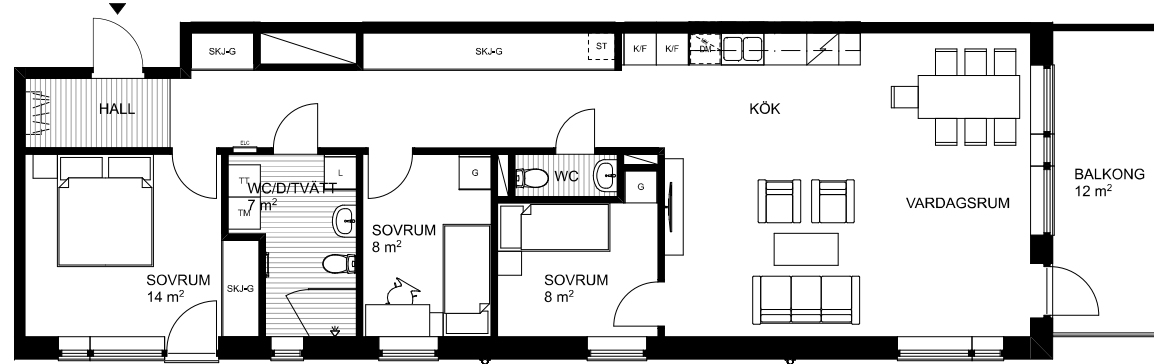 SKJ-G
SKJ-G
ST
K/F
K/F
DM
HALL
KÖK
ELC
TT
L
WC/D/TVÄTT
7 m²
TM
G
WC
G
BALKONG
12 m²
VARDAGSRUM
SOVRUM
8 m²
SOVRUM
14 m²
SKJ-G
SOVRUM
8 m²